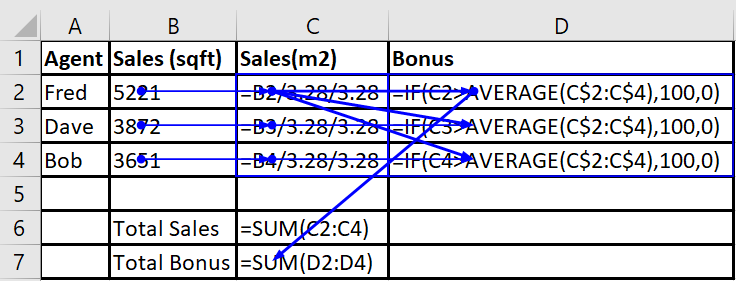 A B C D
1 Agent Sales (sqft) Sales(m2) Bonus
2 Fred 5221 =B2/3.28/3.28 =IF(C2>AVERAGE(C$2:C$4),100,0)
3 Dave 3872 =B3/3.28/3.28 =IF(C3>AVERAGE(C$2:C$4),100,0)
4 Bob 3651 =B4/3.28/3.28 =IF(C4>AVERAGE(C$2:C$4),100,0)
5
6 Total Sales =SUM(C2:C4)
7 Total Bonus =SUM(D2:D4)